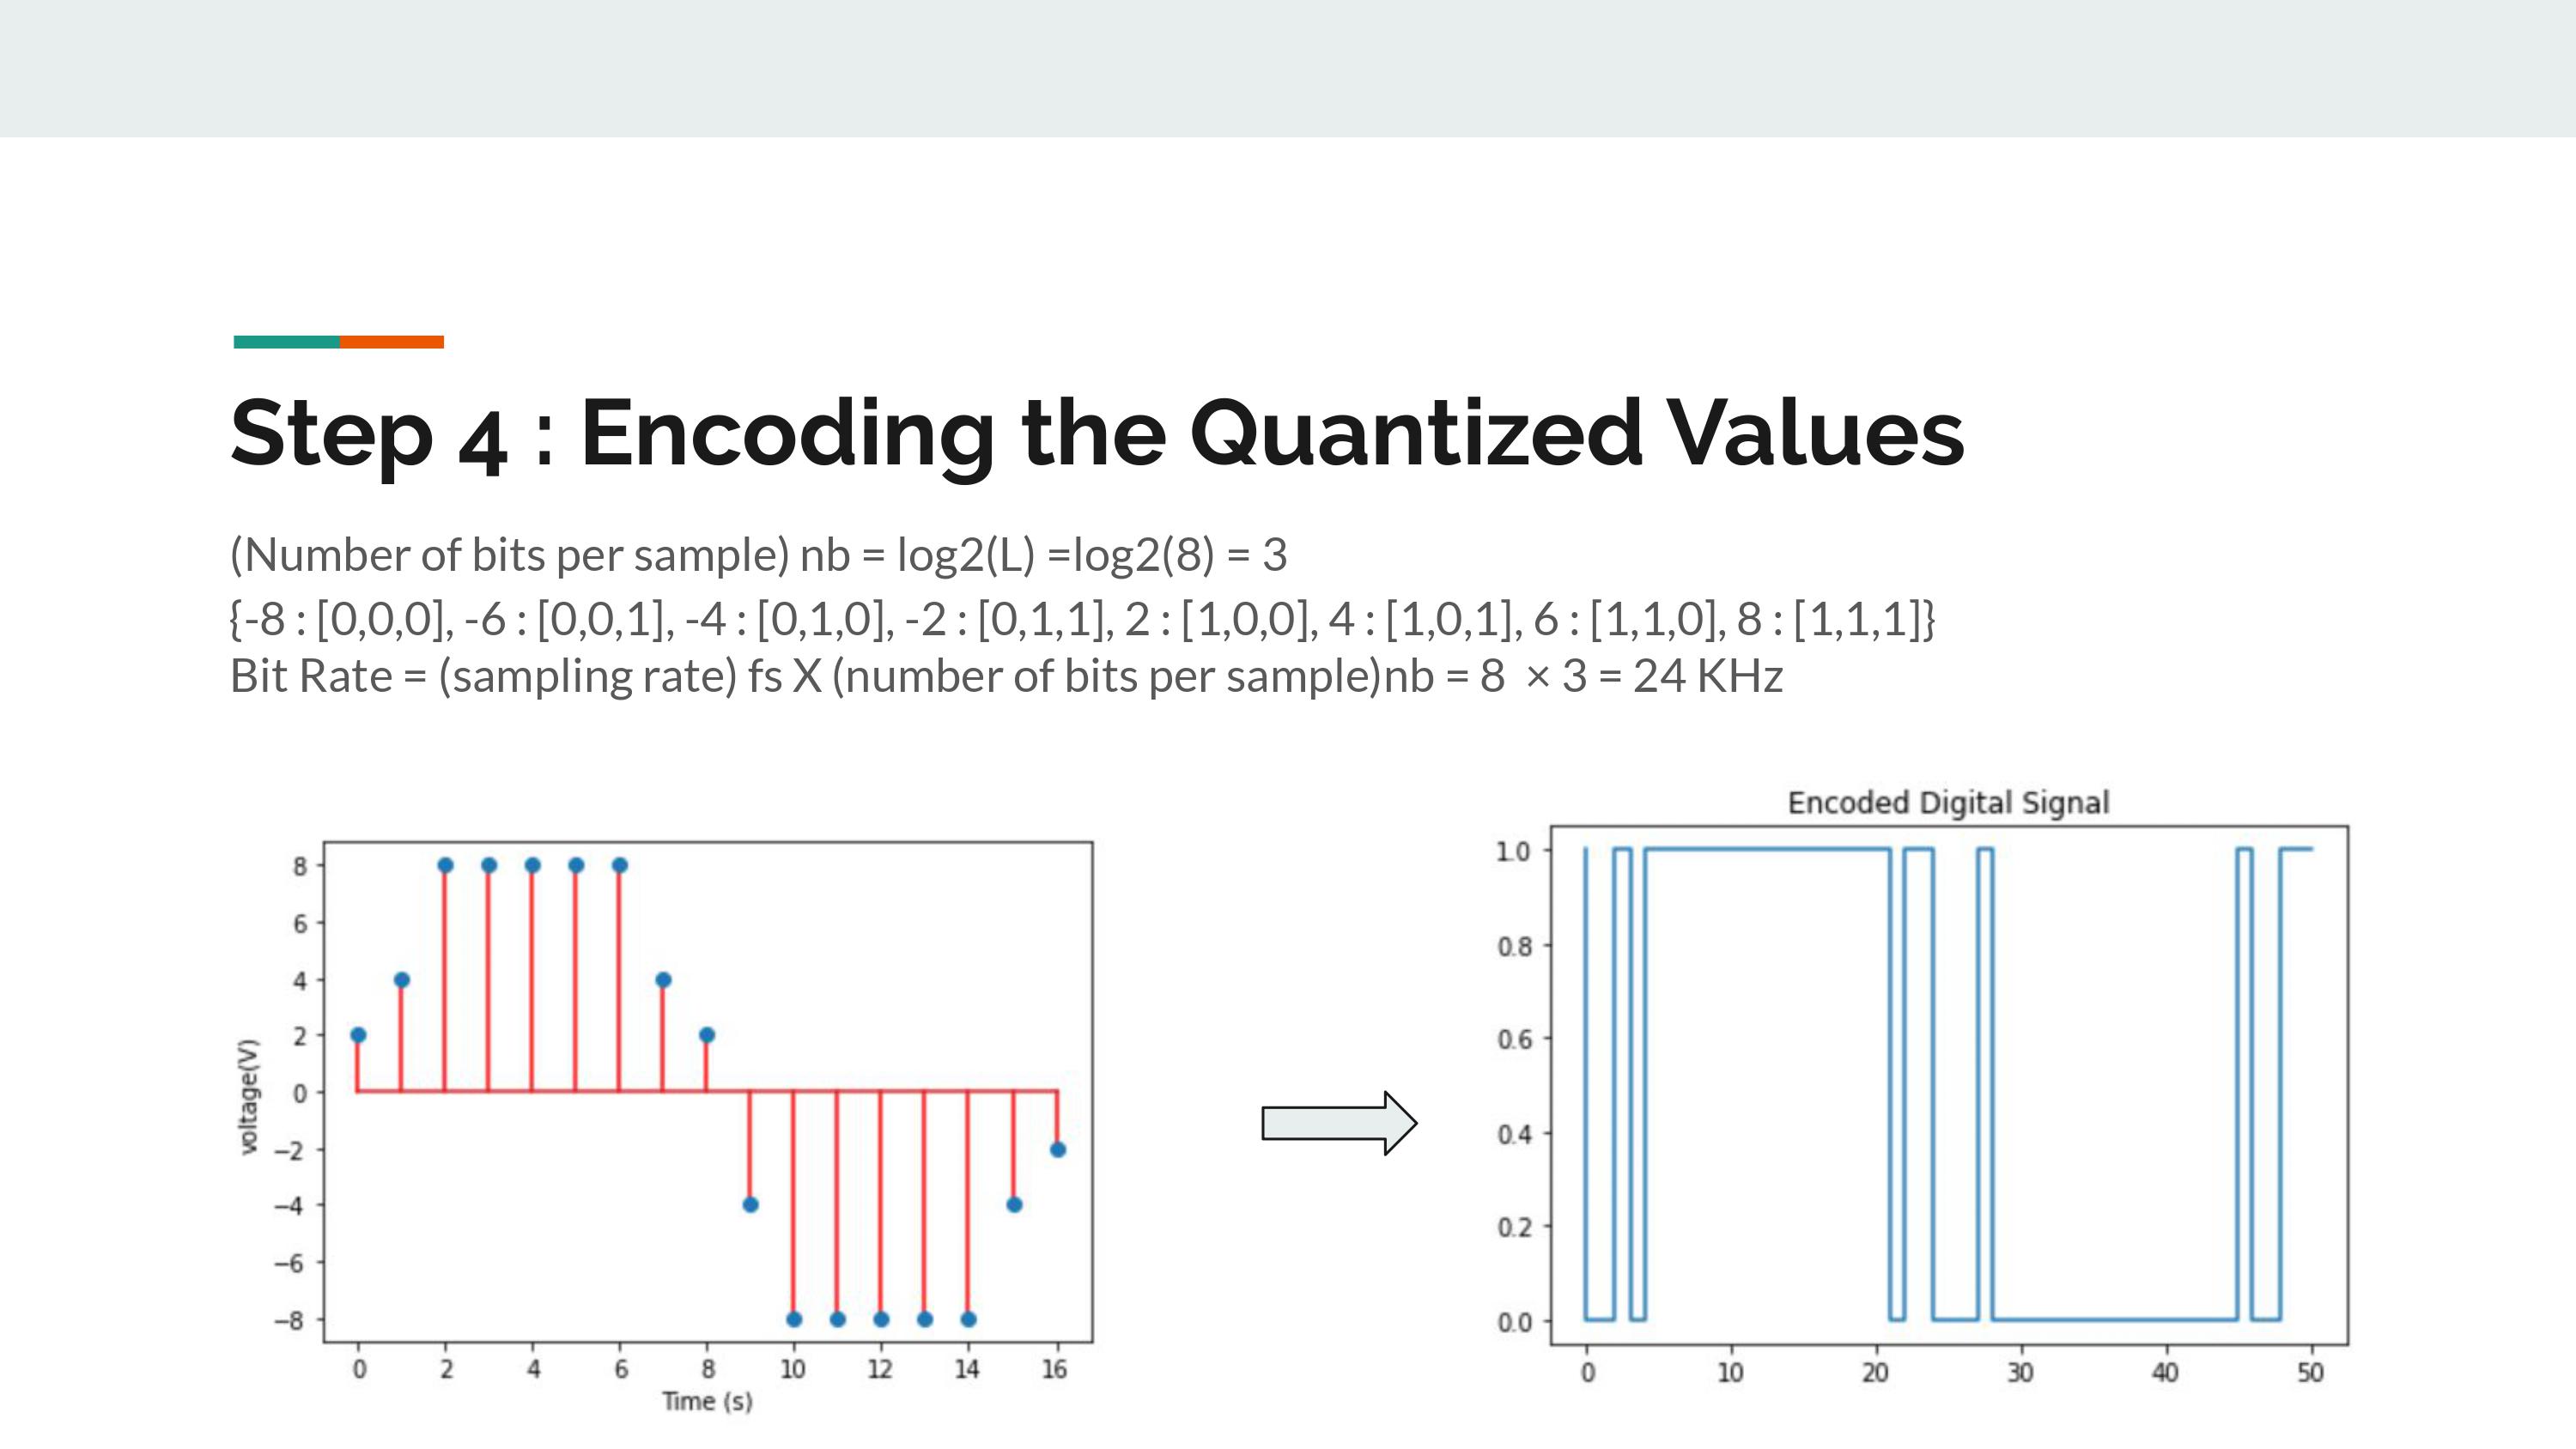 Step 4 : Encoding the Quantized Values
(Number of bits per sample) nb = log2(L) =log2(8) = 3
{-8 : [0,0,0], -6 : [0,0,1], -4 : [0,1,0], -2 : [0,1,1], 2 : [1,0,0], 4 : [1,0,1], 6 : [1,1,0], 8 : [1,1,1]}
Bit Rate = (sampling rate) fs X (number of bits per sample)nb = 8 × 3 = 24 KHz
8
6
4
2
0
−2
−4
−6
−8
voltage(V)
0 2 4 6 8 10 12 14 16
Time (s)
Encoded Digital Signal
1.0
0.8
0.6
0.4
0.2
0.0
0 10 20 30 40 50